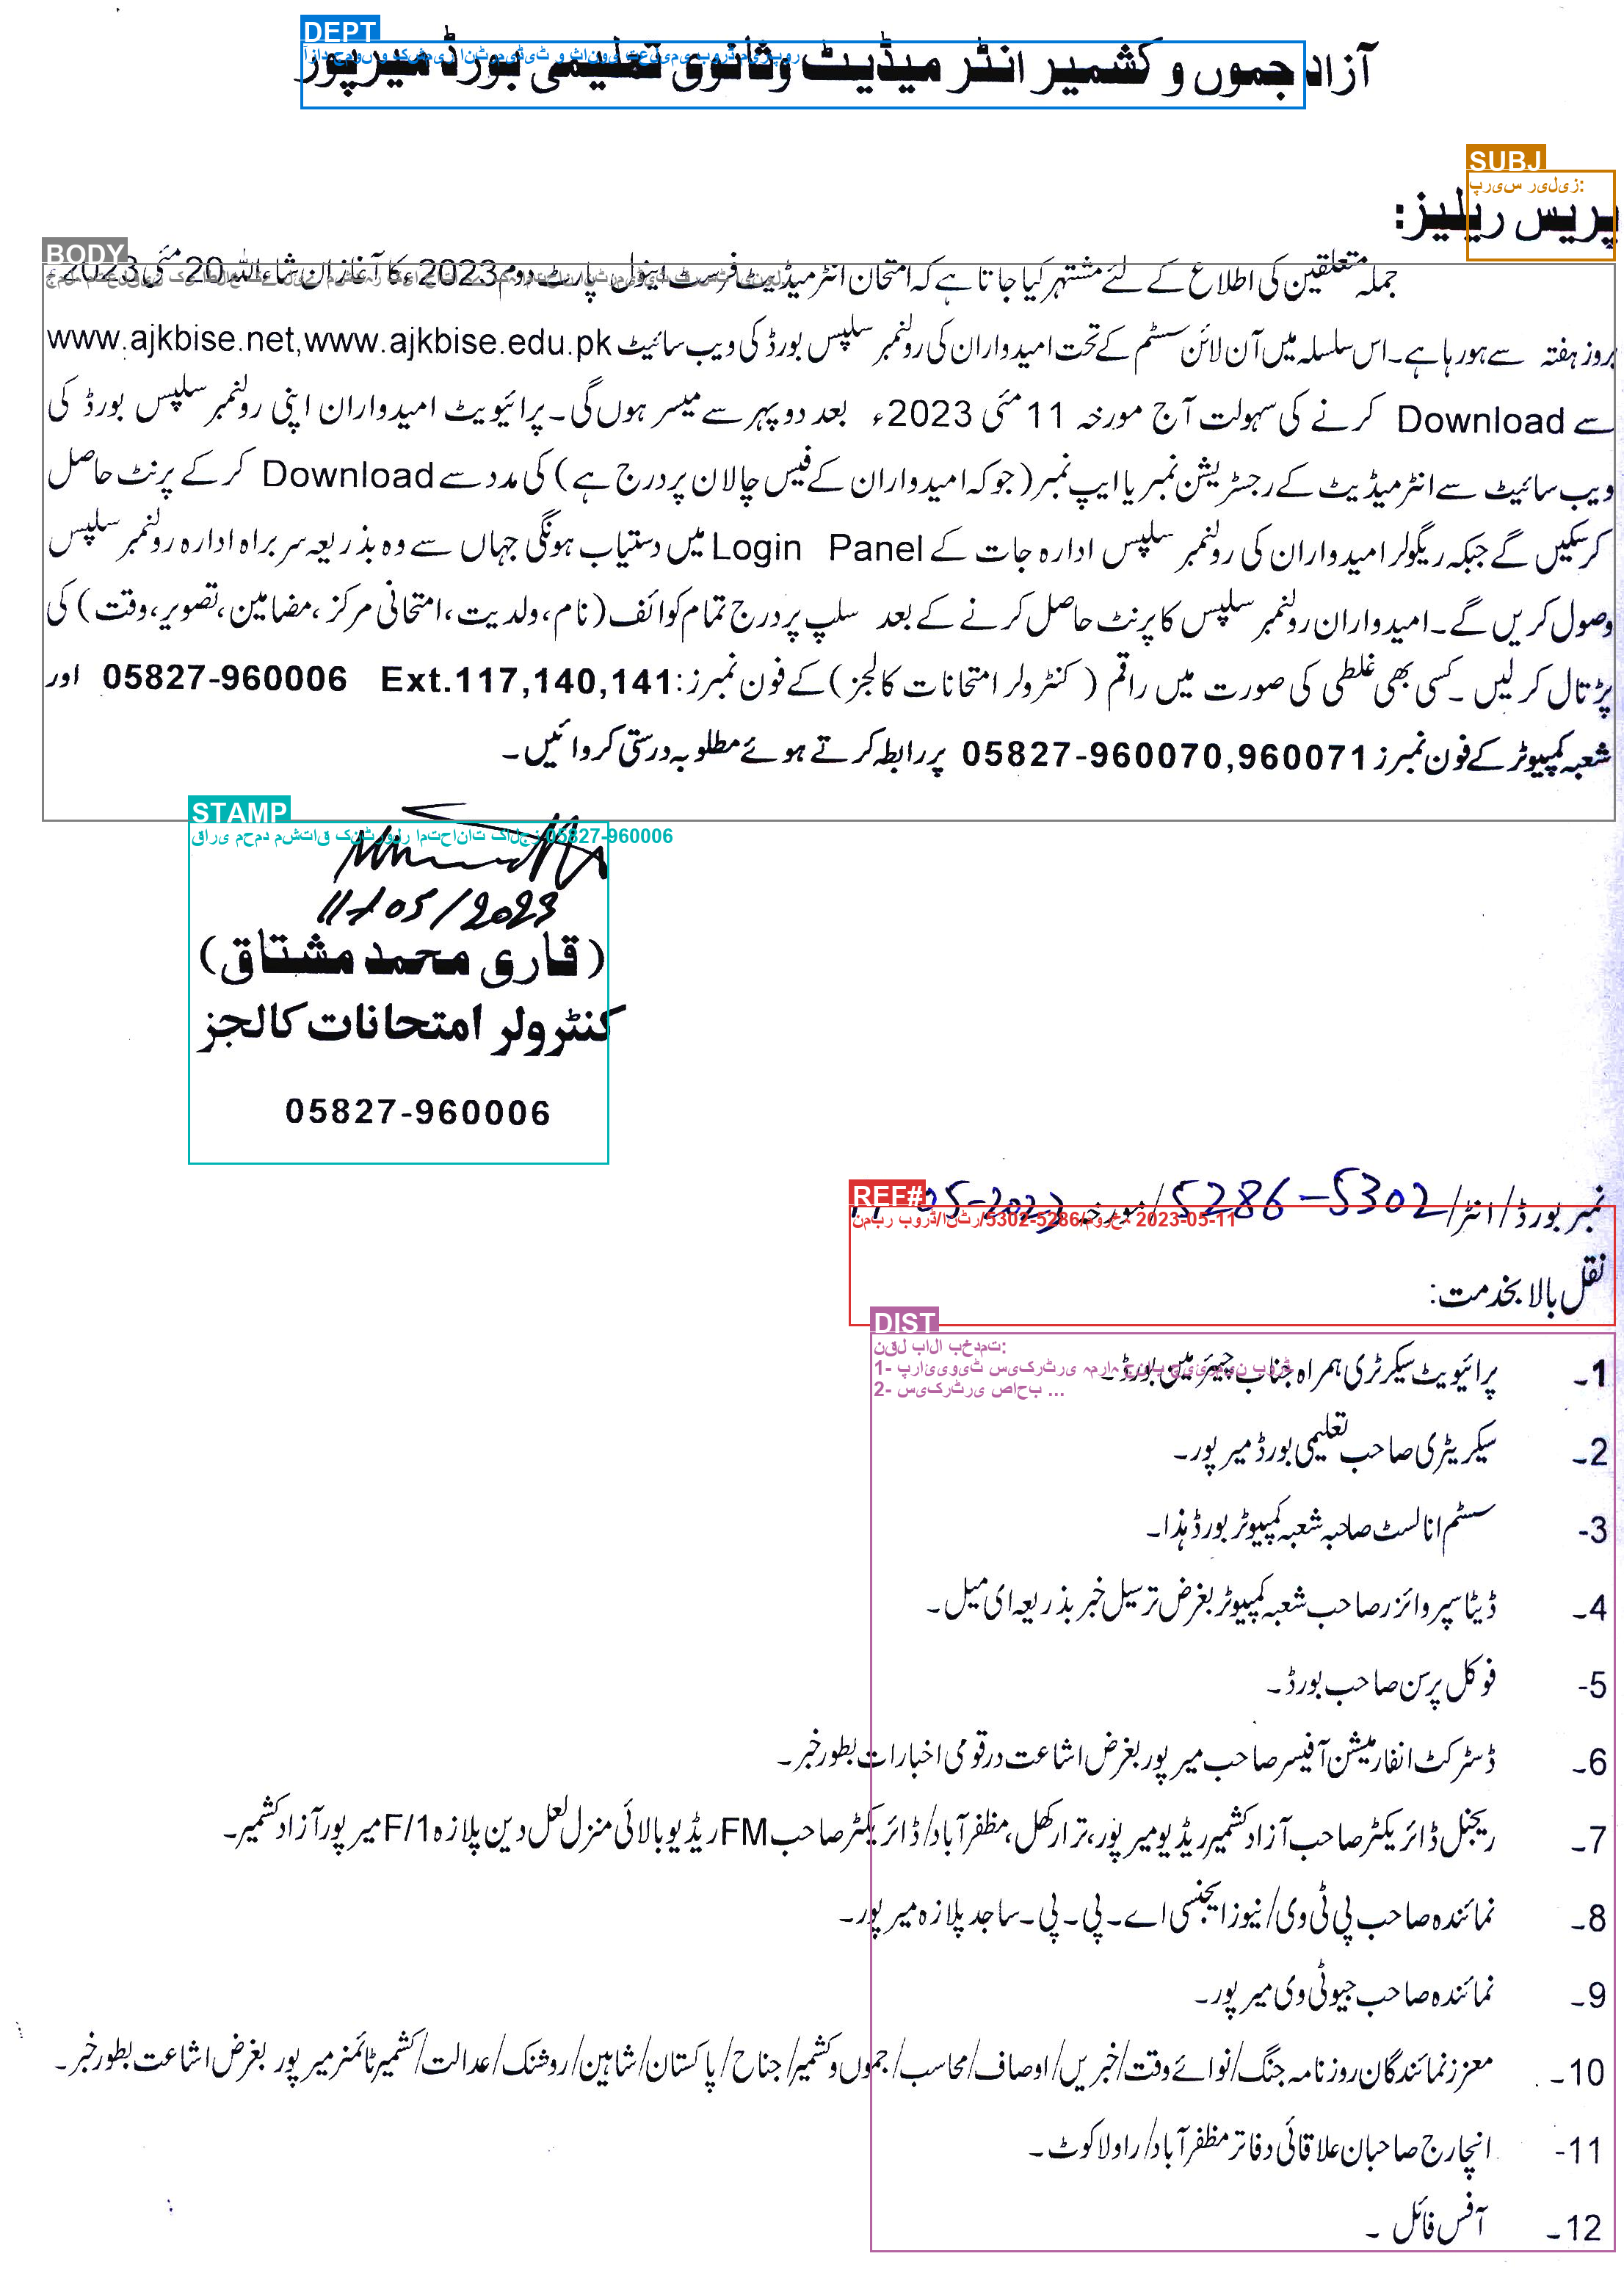 DEPT
آزاد جموں و کشمیر انٹر میڈیٹ وثانوی تعلیمی بورڈ میرپور
SUBJ
پریس ریلیز:
BODY
جملہ متعلقین کی اطلاع کے لئے مشتہر کیا جاتا ہے کہ امتحان انٹرمیڈیٹ فرسٹ اینول پارٹ دوم 2023ء کا آغاز ان شاءاللہ 20 مئی 2023ء
بروز ہفتہ سے ہورہا ہے۔ اس سلسلہ میں آن لائن سسٹم کے تحت امیدواران کی رولنمبر سلپس بورڈ کی ویب سائیٹ www.ajkbise.net,www.ajkbise.edu.pk
سے Download کرنے کی سہولت آج مورخہ 11 مئی 2023ء بعد دوپہر سے میسر ہوں گی۔ پرائیویٹ امیدواران اپنی رولنمبر سلپس بورڈ کی
ویب سائیٹ سے انٹرمیڈیٹ کے رجسٹریشن نمبر یا ایپ نمبر (جو کہ امیدواران کے فیس چالان پر درج ہے) کی مدد سے Download کر کے پرنٹ حاصل
کرسکیں گے جبکہ ریگولر امیدواران کی رولنمبر سلپس ادارہ جات کے Login Panel میں دستیاب ہونگی جہاں سے وہ بذریعہ سربراہ ادارہ رولنمبر سلپس
وصول کریں گے۔ امیدواران رولنمبر سلپس کا پرنٹ حاصل کرنے کے بعد سلپ پر درج تمام کوائف (نام، ولدیت، امتحانی مرکز، مضامین، تصویر، وقت) کی
پڑتال کر لیں۔ کسی بھی غلطی کی صورت میں راقم (کنٹرولر امتحانات کالجز) کے فون نمبرز: 05827-960006 Ext.117,140,141 اور
شعبہ کمپیوٹر کے فون نمبرز 05827-960070,960071 پر رابطہ کرتے ہوئے مطلوبہ درستی کروائیں۔
STAMP
11/05/2023
(قاری محمد مشتاق)
کنٹرولر امتحانات کالجز
05827-960006
REF#
نمبر بورڈ/انٹر/5286-5302/مورخہ 11-05-2023
نقل بالا بخدمت:
DIST
1۔ پرائیویٹ سیکرٹری ہمراہ جناب چیئرمین بورڈ۔
2۔ سیکریٹری صاحب تعلیمی بورڈ میرپور۔
3- سسٹم انالسٹ صاحبہ شعبہ کمپیوٹر بورڈ ہذا۔
4۔ ڈیٹا سپروائزر صاحب شعبہ کمپیوٹر بغرض ترسیل خبر بذریعہ ای میل۔
5- فوکل پرسن صاحب بورڈ۔
6۔ ڈسٹرکٹ انفارمیشن آفیسر صاحب میرپور بغرض اشاعت در قومی اخبارات بطور خبر۔
7۔ ریجنل ڈائریکٹر صاحب آزاد کشمیر ریڈیو میرپور، تراڑکھل، مظفرآباد/ڈائریکٹر صاحب FM ریڈیو بالائی منزل لعل دین پلازہ F/1 میرپور آزاد کشمیر۔
8۔ نمائندہ صاحب پی ٹی وی/نیوز ایجنسی اے۔پی۔پی۔ ساجد پلازہ میرپور۔
9۔ نمائندہ صاحب جیو ٹی وی میرپور۔
10۔ معزز نمائندگان روزنامہ جنگ/نوائے وقت/خبریں/اوصاف/محاسب/جموں وکشمیر/جناح/پاکستان/شاہین/روشنک/عدالت/کشمیر ٹائمز میرپور بغرض اشاعت بطور خبر۔
11- انچارج صاحبان علاقائی دفاتر مظفرآباد/راولاکوٹ۔
12۔ آفس فائل۔